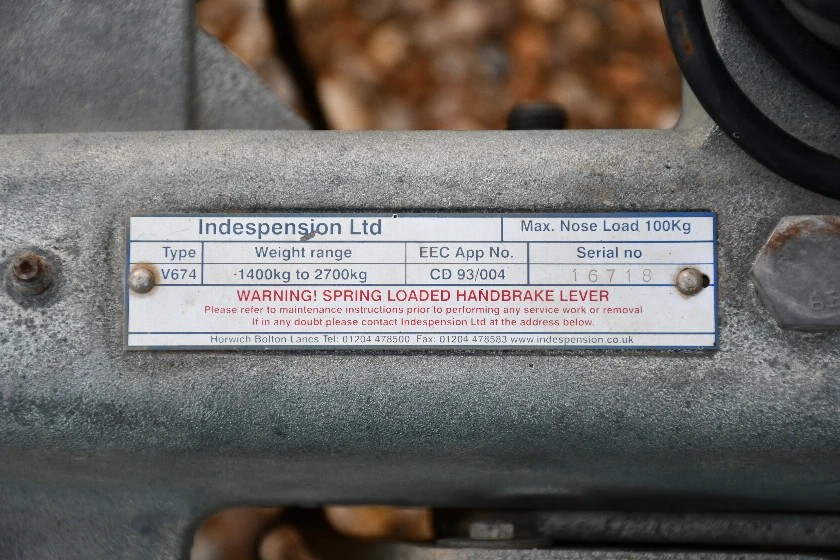 Indespension Ltd Max. Nose Load 100Kg
Type Weight range EEC App No. Serial no
V674 1400kg to 2700kg CD 93/004 16718
WARNING! SPRING LOADED HANDBRAKE LEVER
Please refer to maintenance instructions prior to performing any service work or removal
If in any doubt please contact Indespension Ltd at the address below.
Horwich Bolton Lancs Tel: 01204 478500 Fax: 01204 478583 www.indespension.co.uk